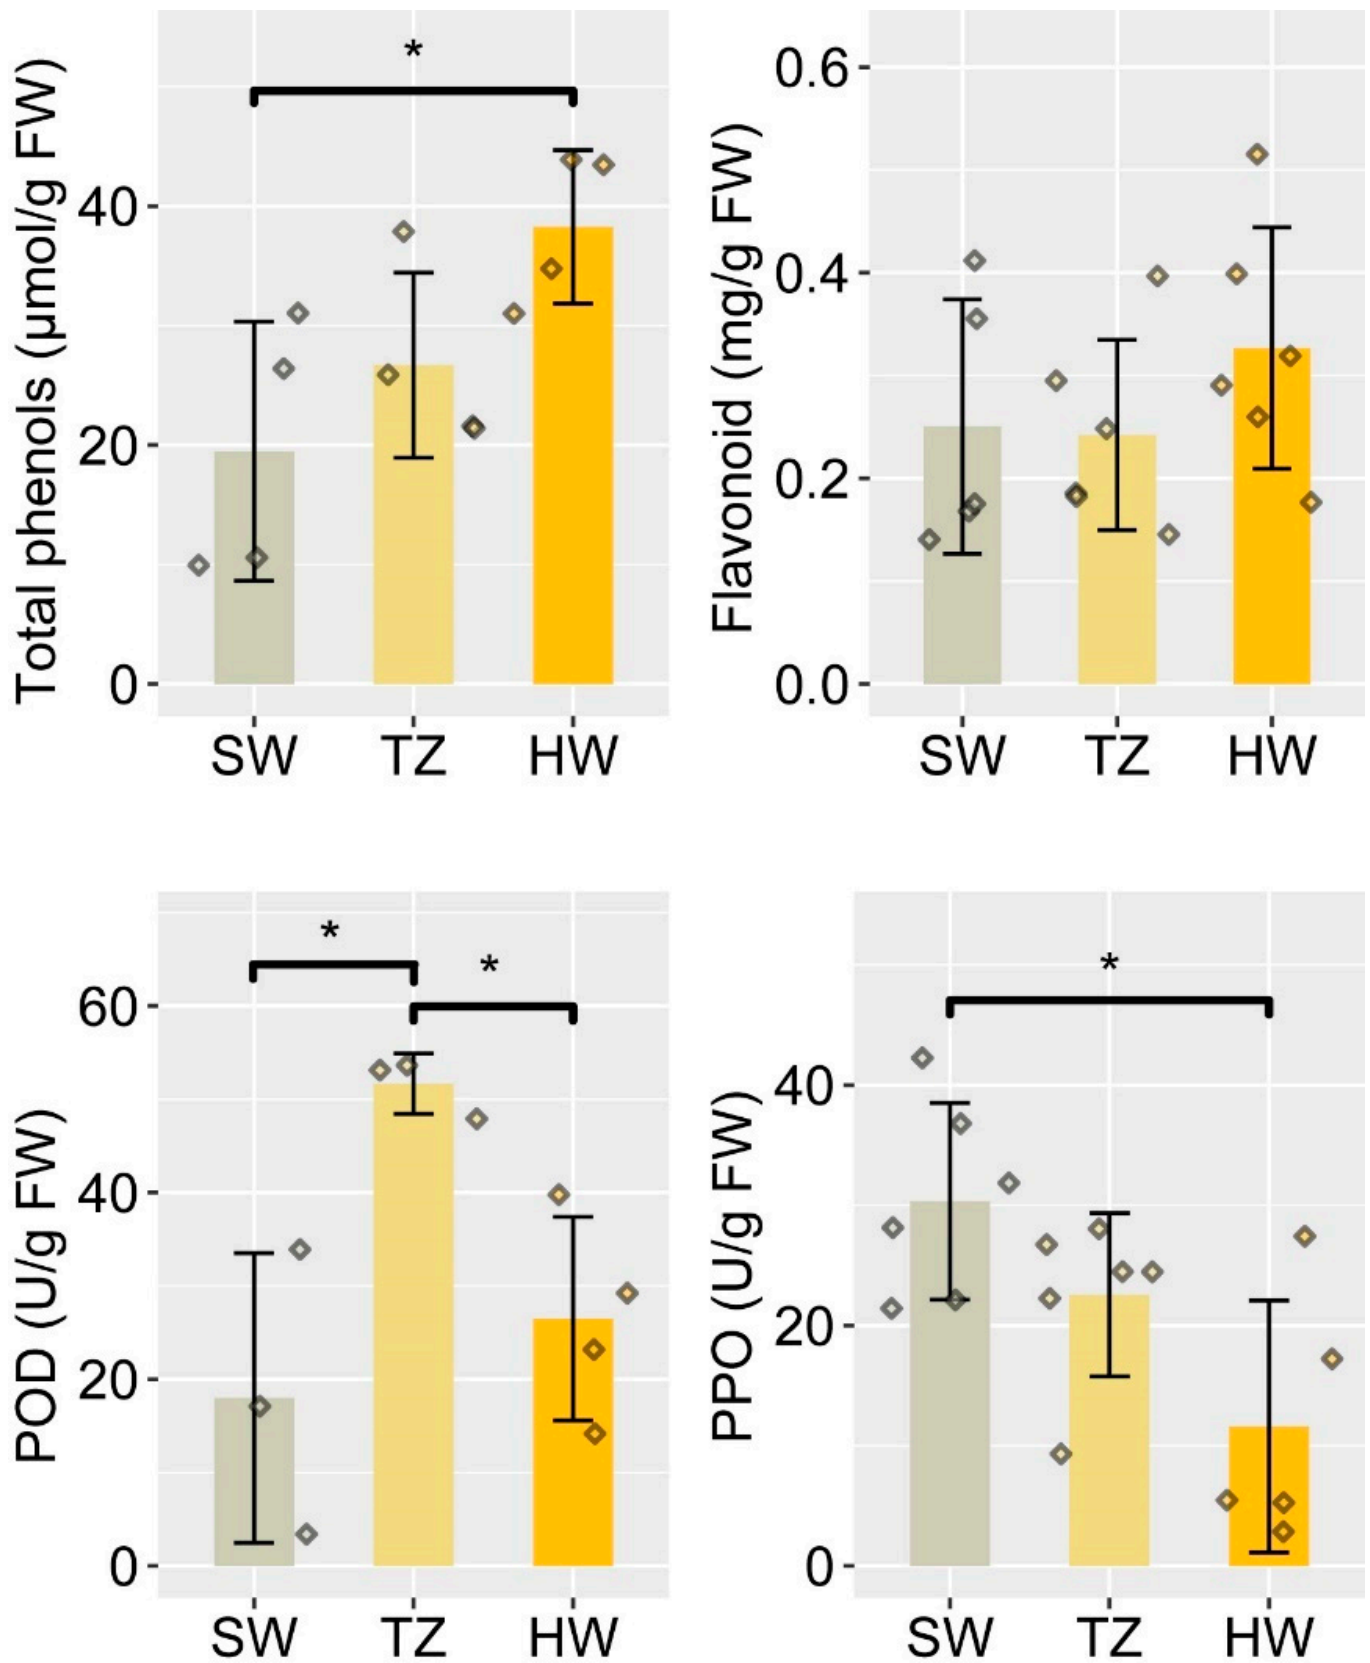 Total phenols (μmol/g FW)
*
40
20
0
SW TZ HW
Flavonoid (mg/g FW)
0.6
0.4
0.2
0.0
SW TZ HW
POD (U/g FW)
*
*
60
40
20
0
SW TZ HW
PPO (U/g FW)
*
40
20
0
SW TZ HW